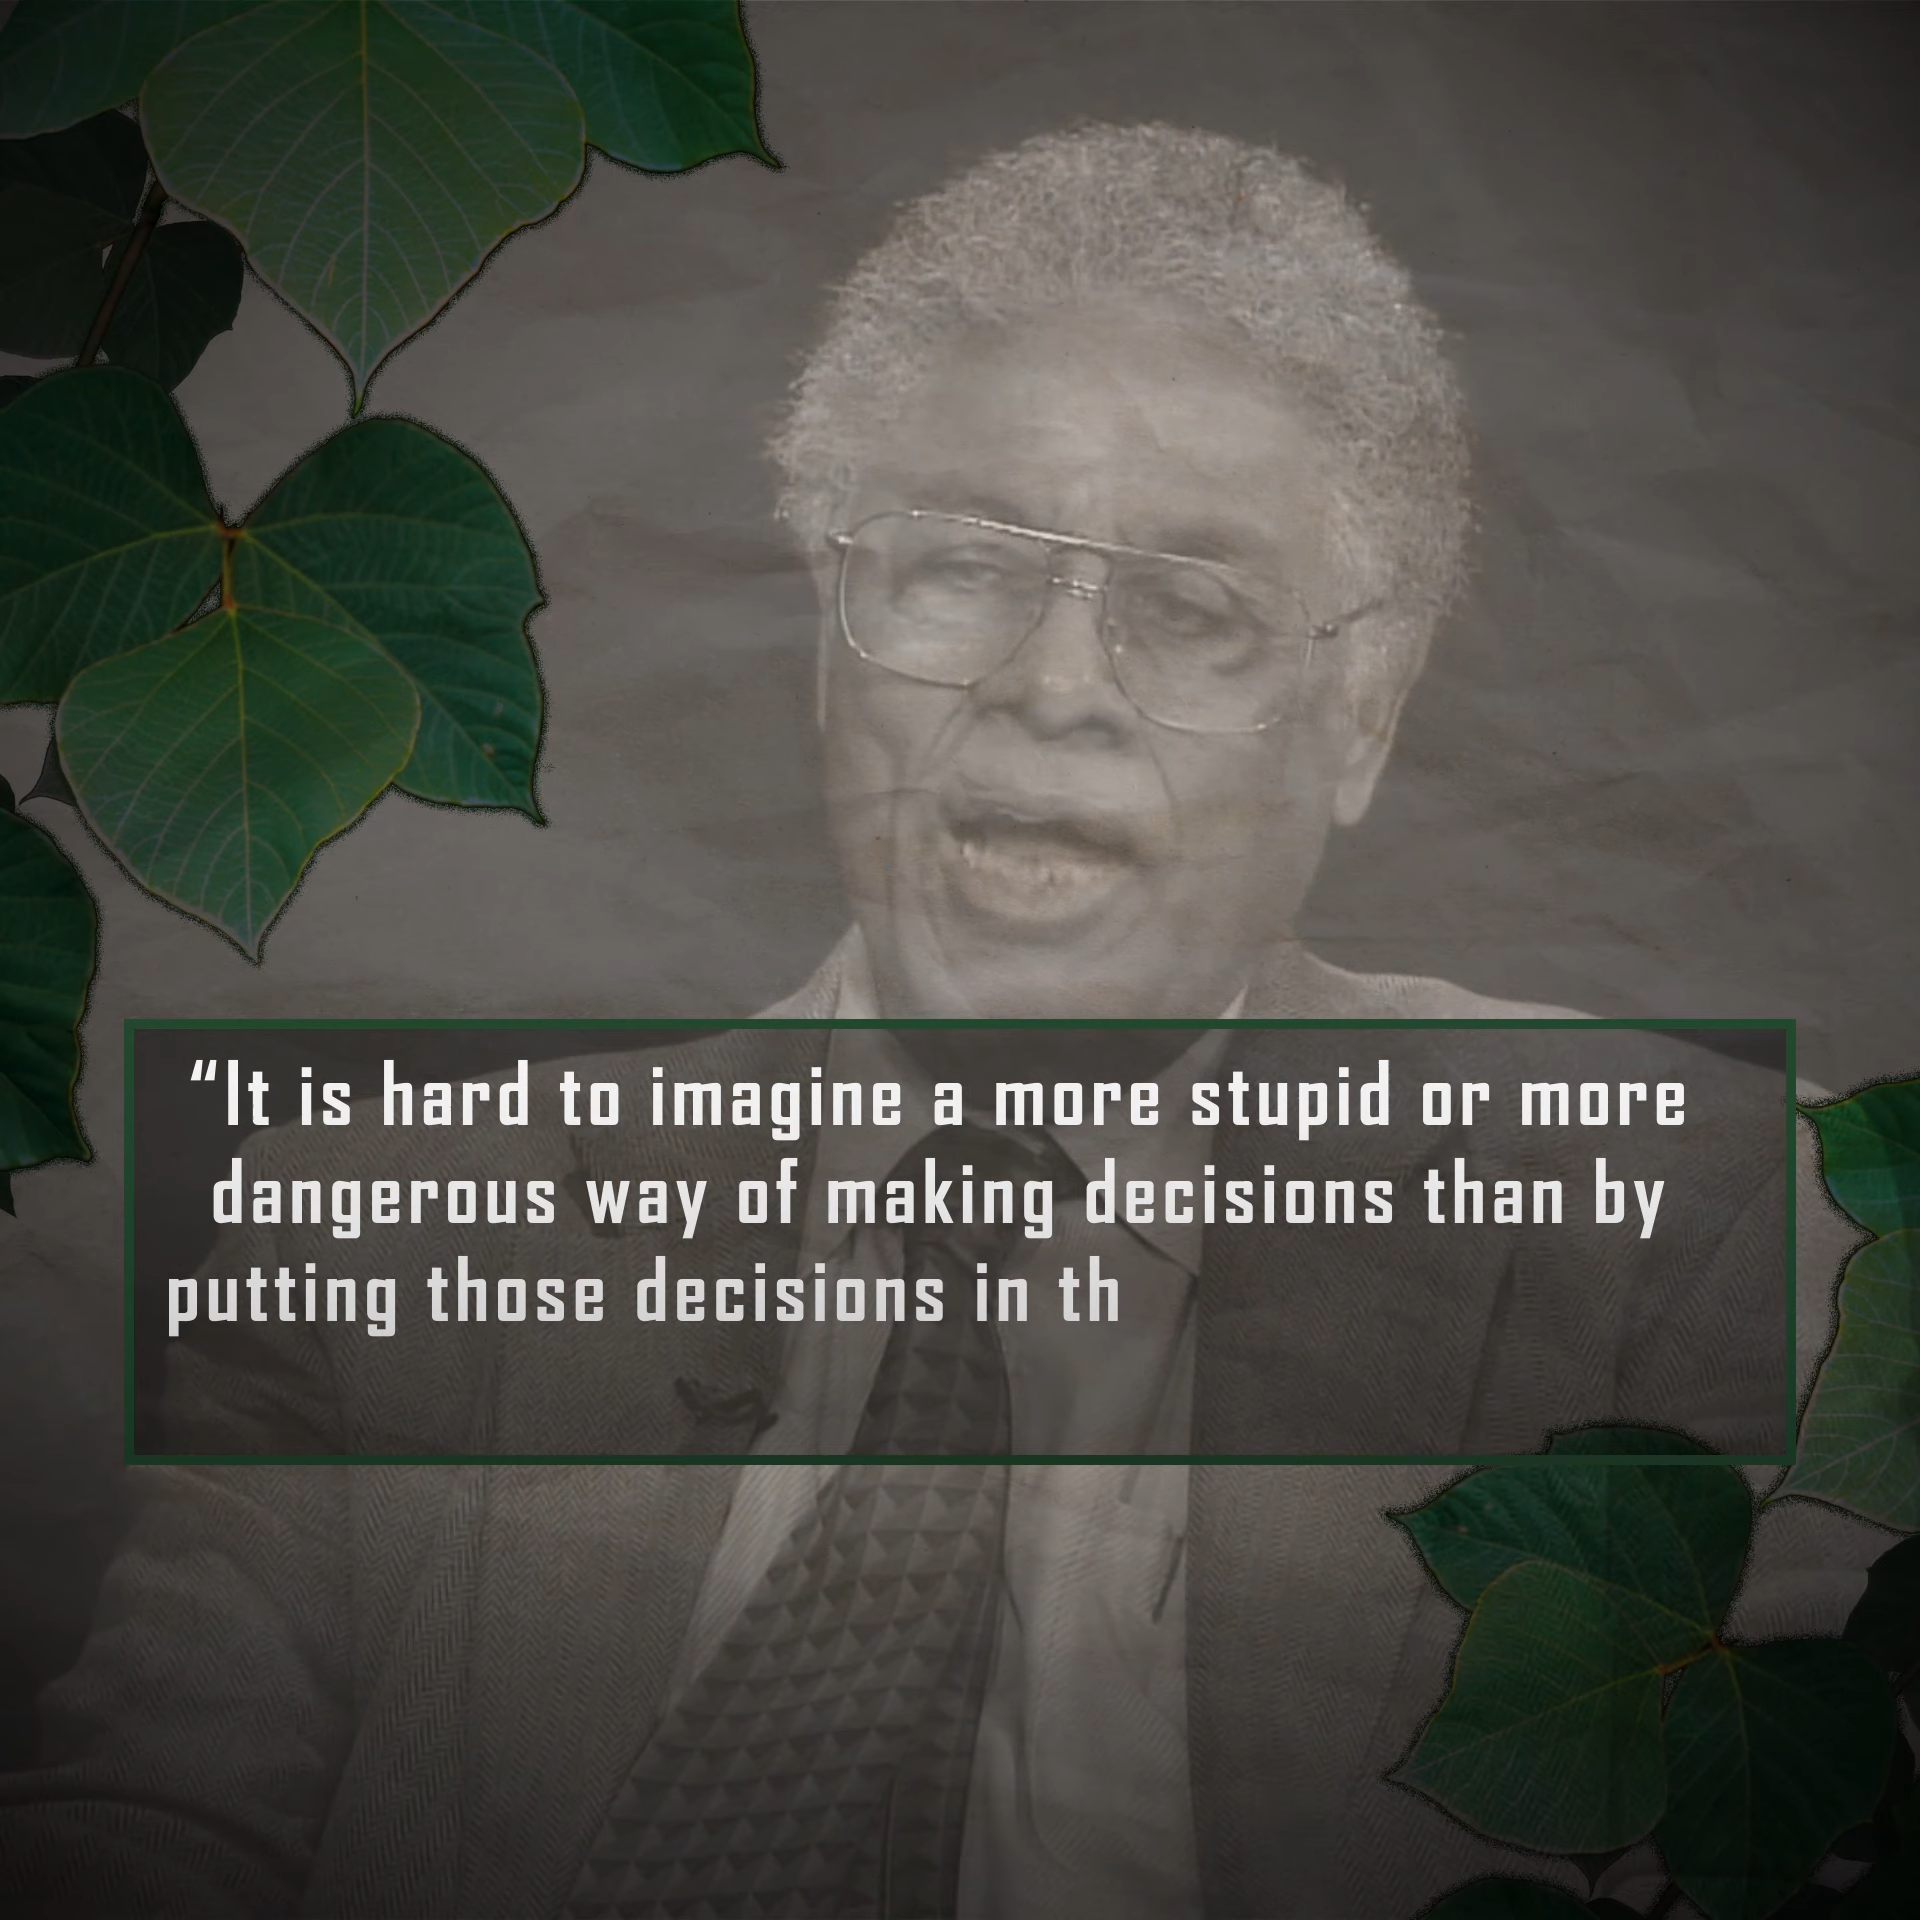 “It is hard to imagine a more stupid or more
dangerous way of making decisions than by
putting those decisions in th